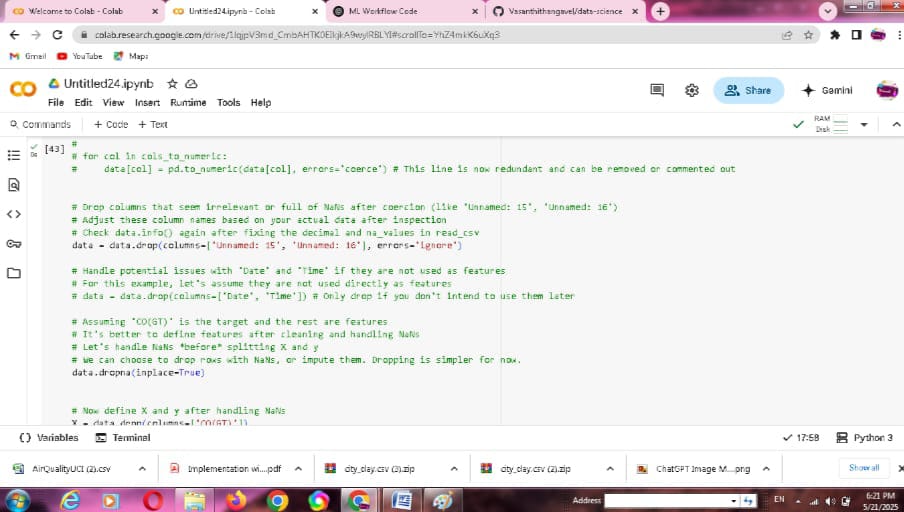 Welcome to Colab - Colab
Untitled24.ipynb - Colab
ML Workflow Code
Vasanthithangavel/data-science
colab.research.google.com/drive/
Gmail
YouTube
Maps
Untitled24.ipynb
File Edit View Insert Runtime Tools Help
Share
Gemini
Commands + Code + Text
RAM
Disk
[43]
0s
#
# for col in cols_to_numeric:
#     data[col] = pd.to_numeric(data[col], errors='coerce') # This line is now redundant and can be removed or commented out
# Drop columns that seem irrelevant or full of NaNs after coercion (like 'Unnamed: 15', 'Unnamed: 16')
# Adjust these column names based on your actual data after inspection
# Check data.info() again after fixing the decimal and na_values in read_csv
data = data.drop(columns=['Unnamed: 15', 'Unnamed: 16'], errors='ignore')
# Handle potential issues with 'Date' and 'Time' if they are not used as features
# For this example, let's assume they are not used directly as features
# data = data.drop(columns=['Date', 'Time']) # Only drop if you don't intend to use them later
# Assuming 'CO(GT)' is the target and the rest are features
# It's better to define features after cleaning and handling NaNs
# Let's handle NaNs *before* splitting X and y
# We can choose to drop rows with NaNs, or impute them. Dropping is simpler for now.
data.dropna(inplace=True)
# Now define X and y after handling NaNs
X = data.drop(columns=['CO(GT)'])
Variables
Terminal
17:58
Python 3
AirQualityUCI (2).csv
Implementation wi....pdf
city_day.csv (3).zip
city_day.csv (2).zip
ChatGPT Image M....png
Show all
Address
EN
6:21 PM
5/21/2025